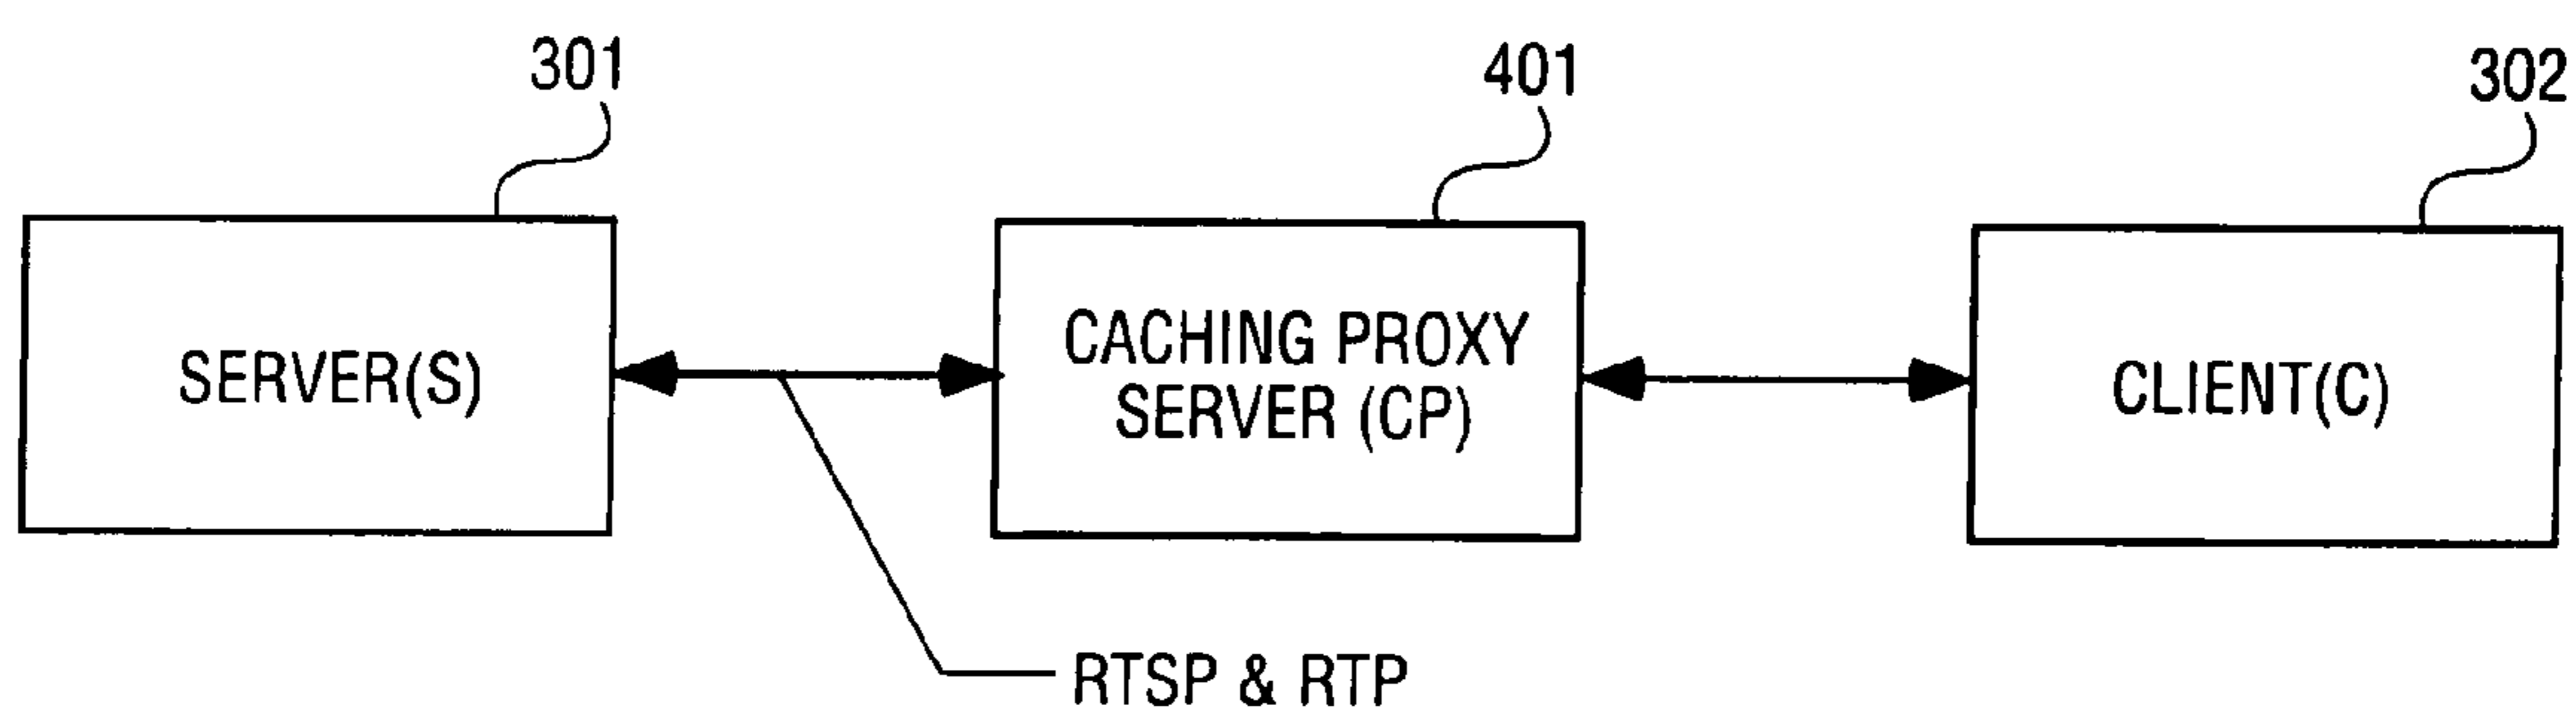 301
401
302
SERVER(S)
CACHING PROXY
SERVER (CP)
CLIENT(C)
RTSP & RTP